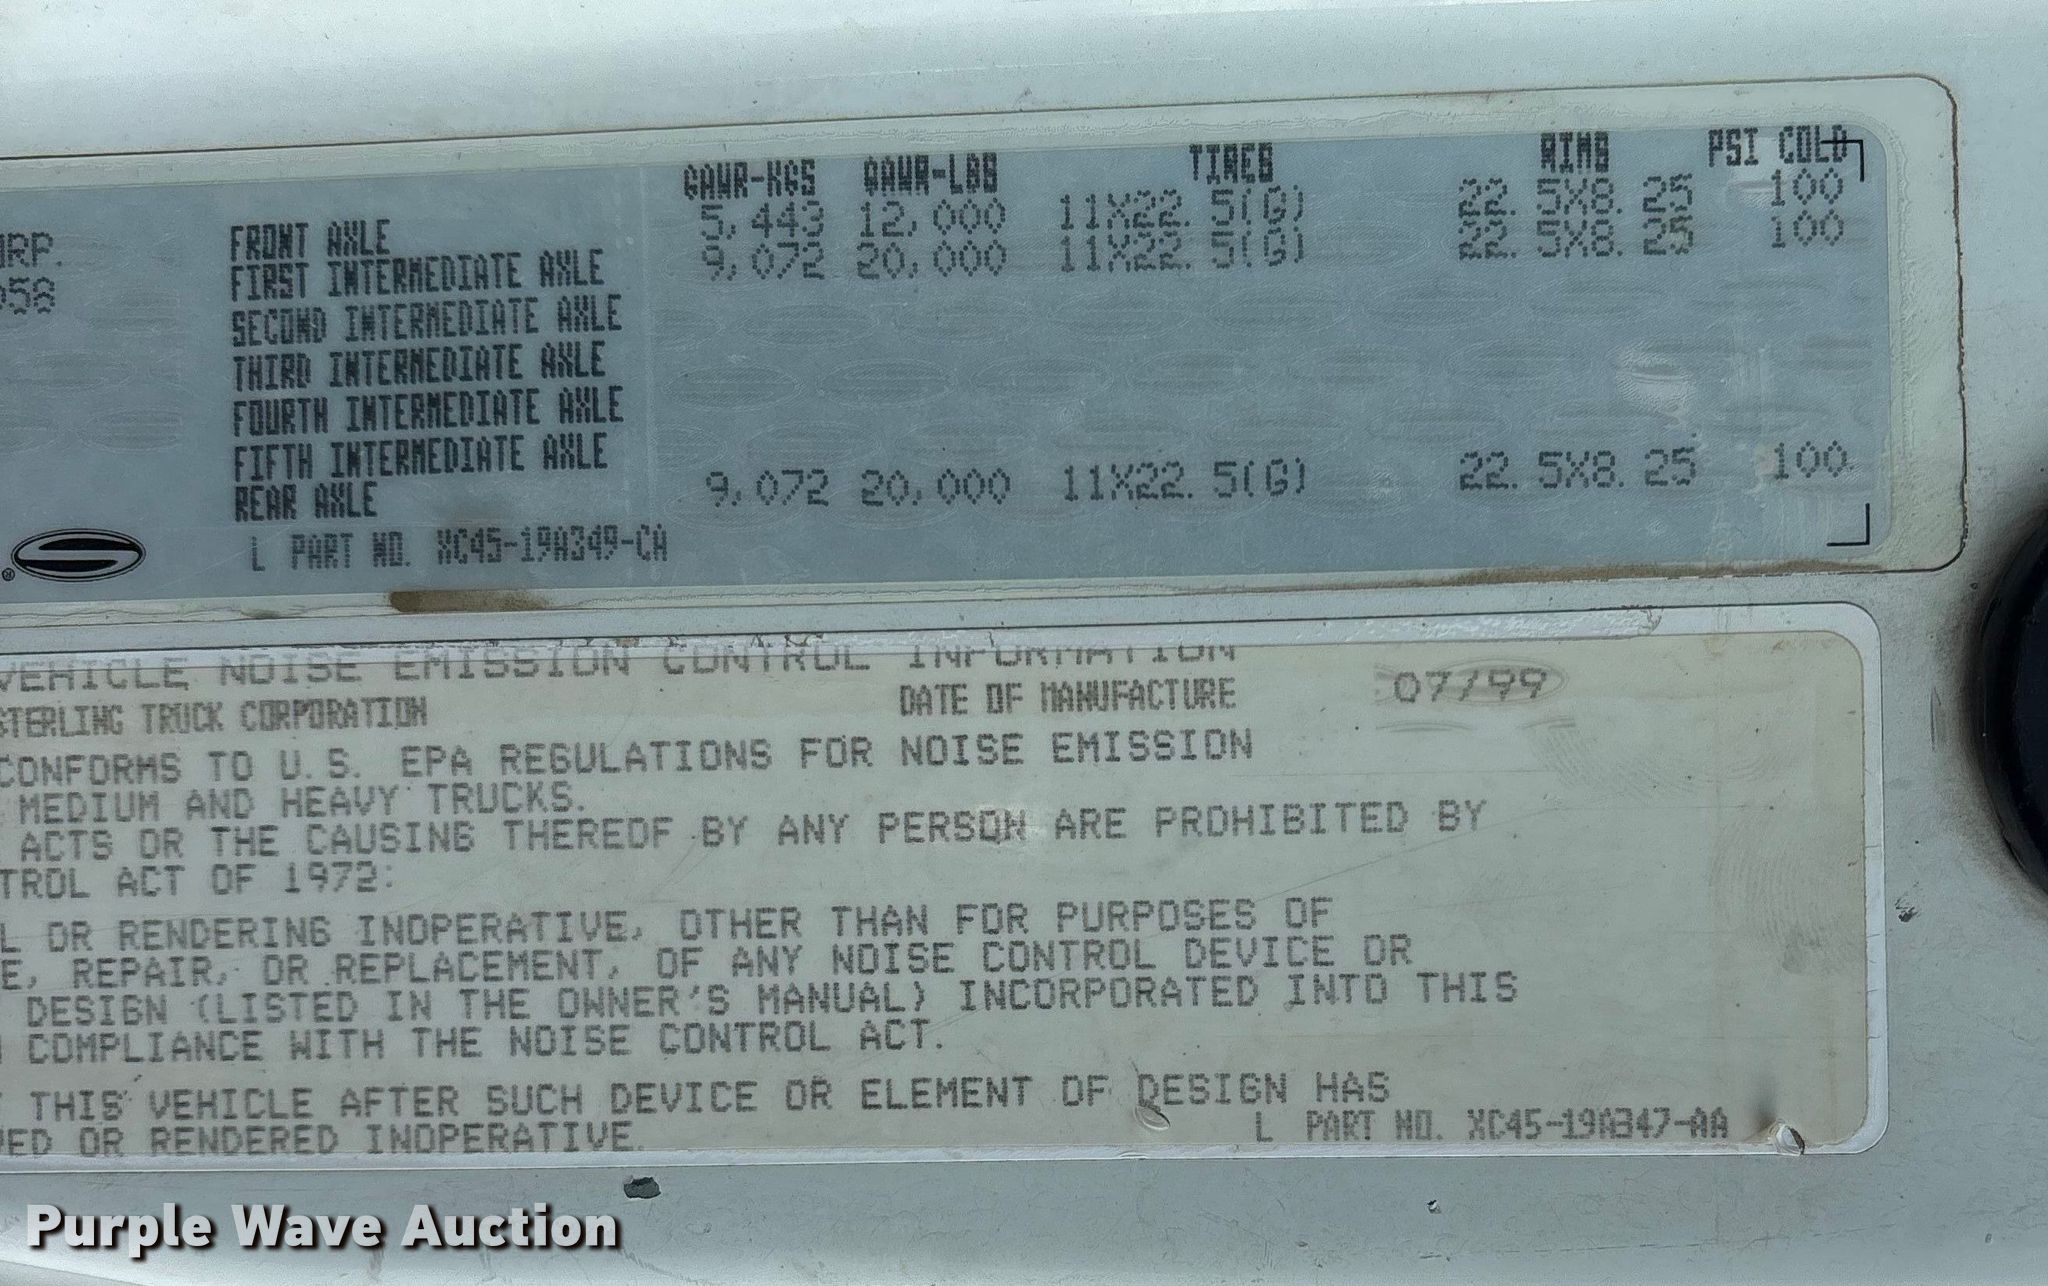 GAWR-KGS GAWR-LBS TIRES RIMS PSI COLD
FRONT AXLE 5,443 12,000 11X22.5(G) 22.5X8.25 100
FIRST INTERMEDIATE AXLE 9,072 20,000 11X22.5(G) 22.5X8.25 100
SECOND INTERMEDIATE AXLE
THIRD INTERMEDIATE AXLE
FOURTH INTERMEDIATE AXLE
FIFTH INTERMEDIATE AXLE
REAR AXLE 9,072 20,000 11X22.5(G) 22.5X8.25 100
L PART NO. XC45-19A349-CA
ORP.
58
®
VEHICLE NOISE EMISSION CONTROL INFORMATION
STERLING TRUCK CORPORATION DATE OF MANUFACTURE 07/99
CONFORMS TO U.S. EPA REGULATIONS FOR NOISE EMISSION
MEDIUM AND HEAVY TRUCKS.
ACTS OR THE CAUSING THEREOF BY ANY PERSON ARE PROHIBITED BY
TROL ACT OF 1972:
L OR RENDERING INOPERATIVE, OTHER THAN FOR PURPOSES OF
E, REPAIR, OR REPLACEMENT, OF ANY NOISE CONTROL DEVICE OR
DESIGN (LISTED IN THE OWNER'S MANUAL) INCORPORATED INTO THIS
COMPLIANCE WITH THE NOISE CONTROL ACT.
THIS VEHICLE AFTER SUCH DEVICE OR ELEMENT OF DESIGN HAS
ED OR RENDERED INOPERATIVE.
L PART NO. XC45-19A347-AA
Purple Wave Auction